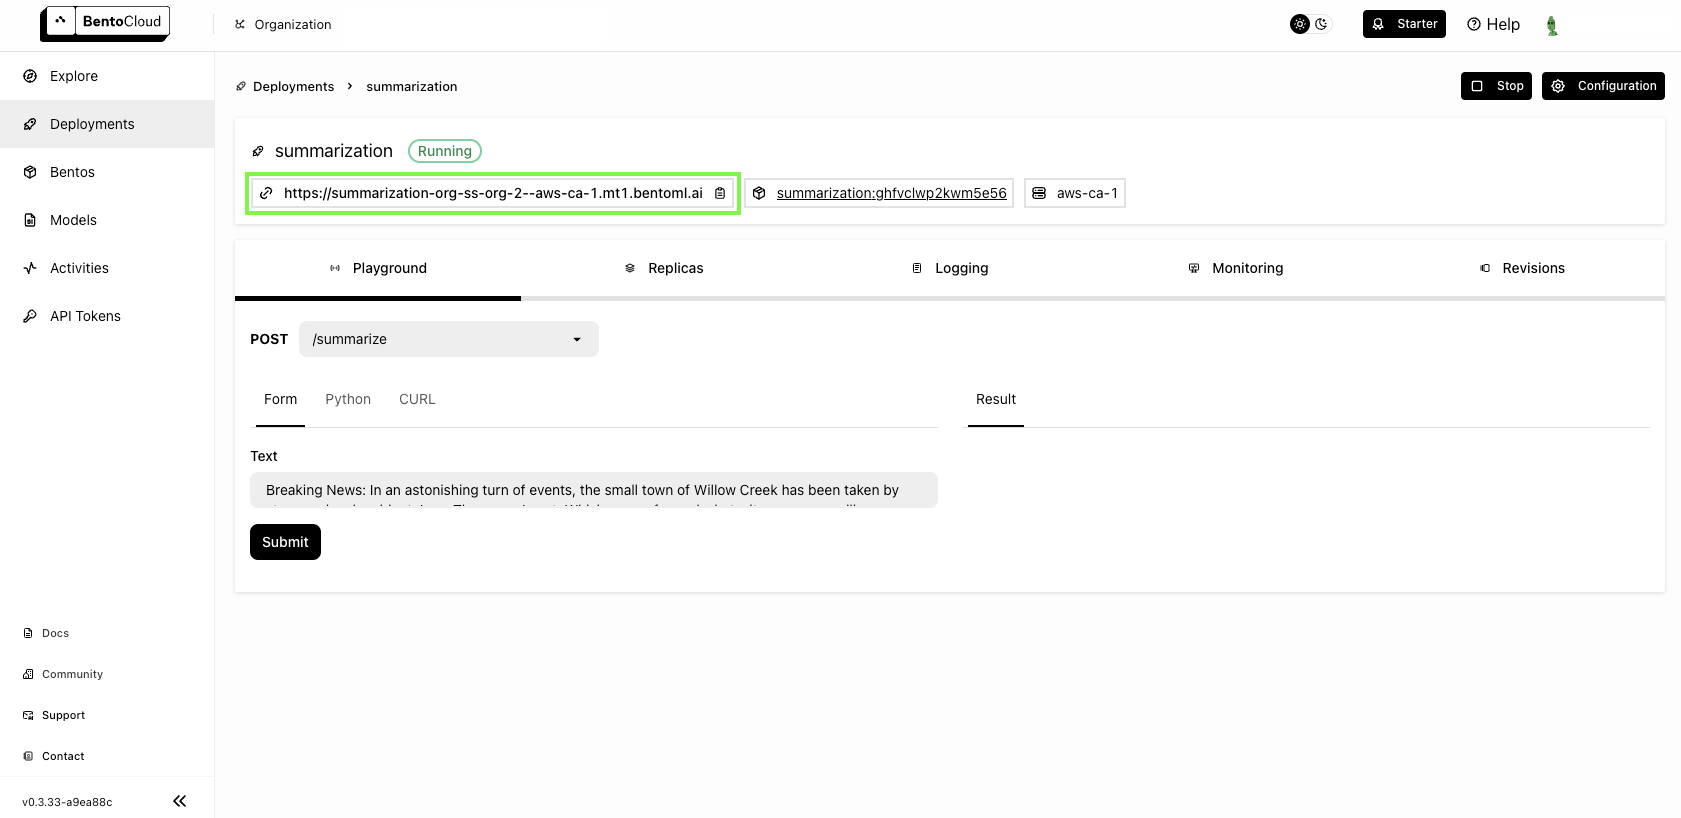 BentoCloud
Organization
Starter
Help
Explore
Deployments
Bentos
Models
Activities
API Tokens
Docs
Community
Support
Contact
v0.3.33-a9ea88c
Deployments > summarization
Stop
Configuration
summarization
Running
https://summarization-org-ss-org-2--aws-ca-1.mt1.bentoml.ai
summarization:ghfvclwp2kwm5e56
aws-ca-1
Playground
Replicas
Logging
Monitoring
Revisions
POST
/summarize
Form
Python
CURL
Result
Text
Breaking News: In an astonishing turn of events, the small town of Willow Creek has been taken by
Submit